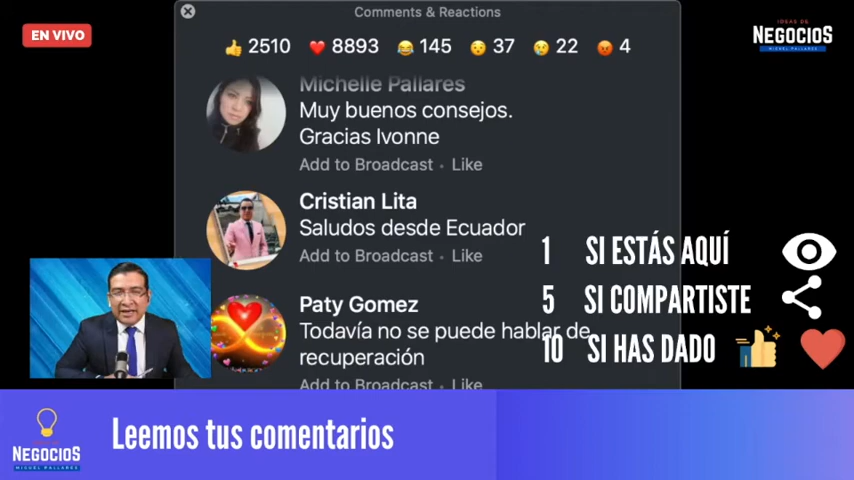 Comments & Reactions
EN VIVO
2510 8893 145 37 22 4
IDEAS DE
NEGOCIOS
MIGUEL PALLARES
Michelle Pallares
Muy buenos consejos.
Gracias Ivonne
Add to Broadcast · Like
Cristian Lita
Saludos desde Ecuador
Add to Broadcast · Like
Paty Gomez
Todavía no se puede hablar de
recuperación
Add to Broadcast · Like
1 SI ESTÁS AQUÍ
5 SI COMPARTISTE
10 SI HAS DADO
Leemos tus comentarios
IDEAS DE
NEGOCIOS
MIGUEL PALLARES